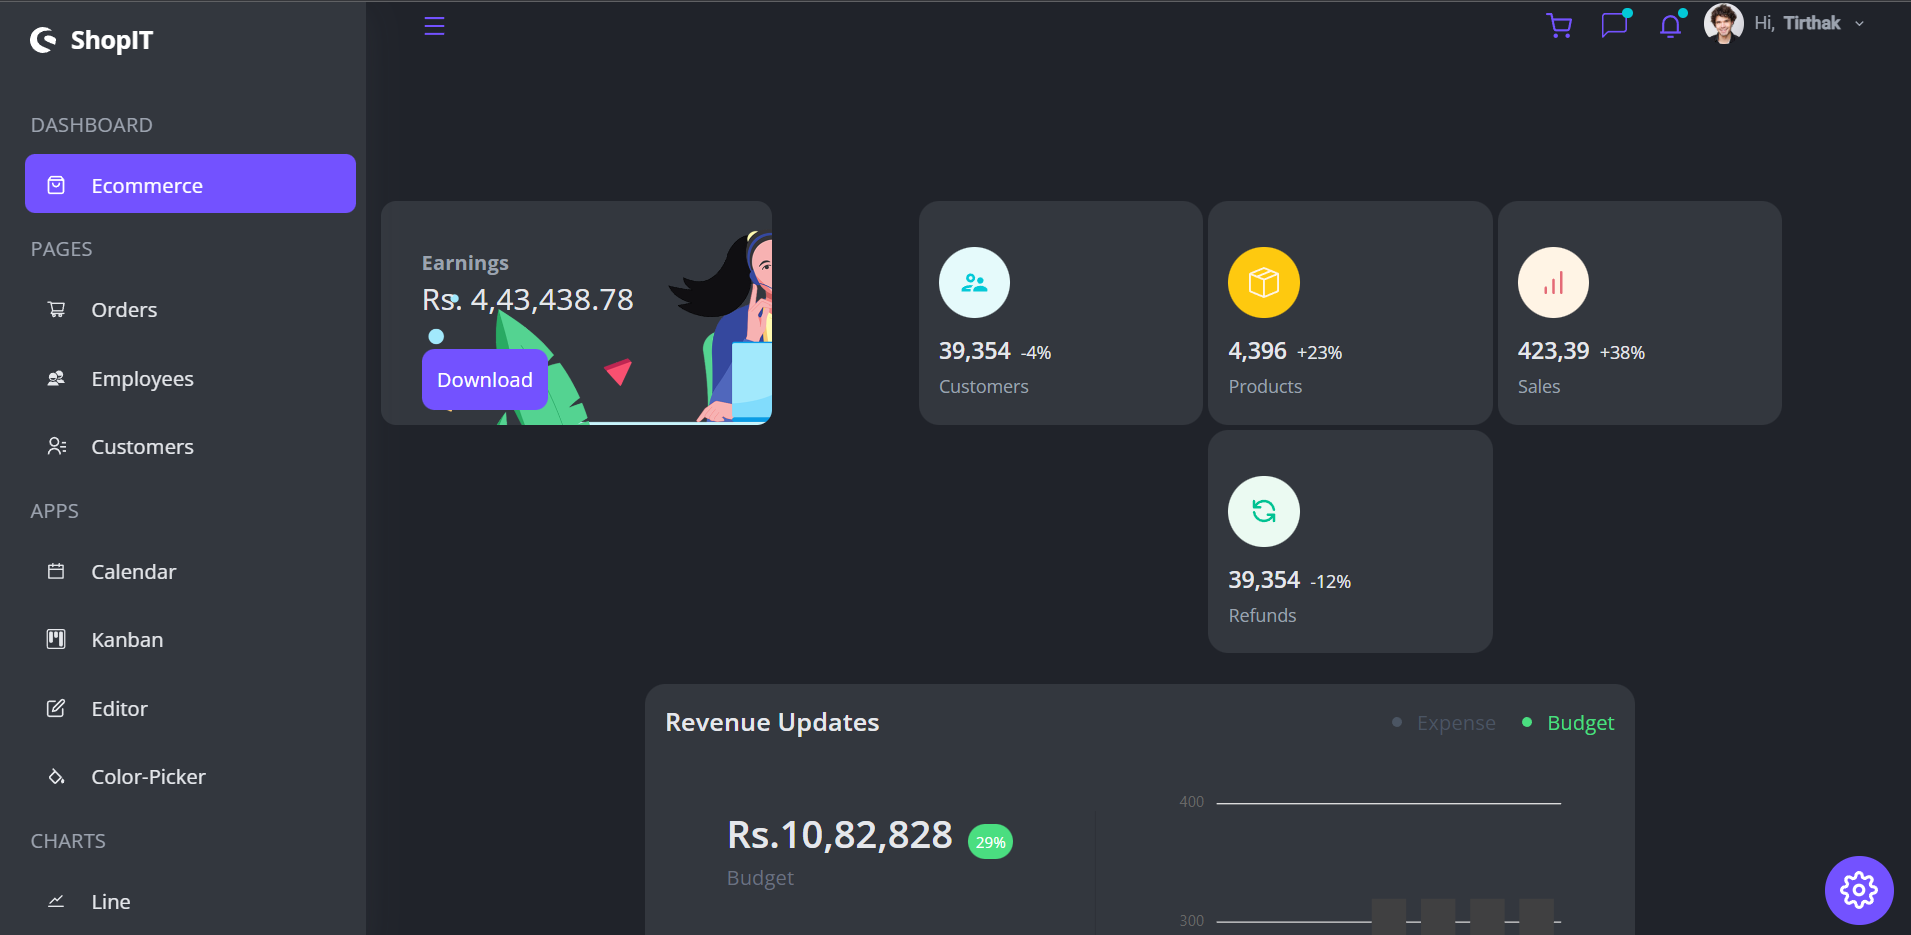 ShopIT
Hi, Tirthak
DASHBOARD
Ecommerce
PAGES
Orders
Employees
Customers
APPS
Calendar
Kanban
Editor
Color-Picker
CHARTS
Line
Earnings
Rs. 4,43,438.78
Download
39,354 -4%
Customers
4,396 +23%
Products
423,39 +38%
Sales
39,354 -12%
Refunds
Revenue Updates
Expense Budget
Rs.10,82,828 29%
Budget
400
300